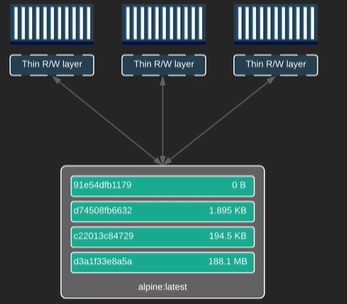 Thin R/W layer Thin R/W layer Thin R/W layer
91e54dfb1179 0 B
d74508fb6632 1.895 KB
c22013c84729 194.5 KB
d3a1f33e8a5a 188.1 MB
alpine:latest